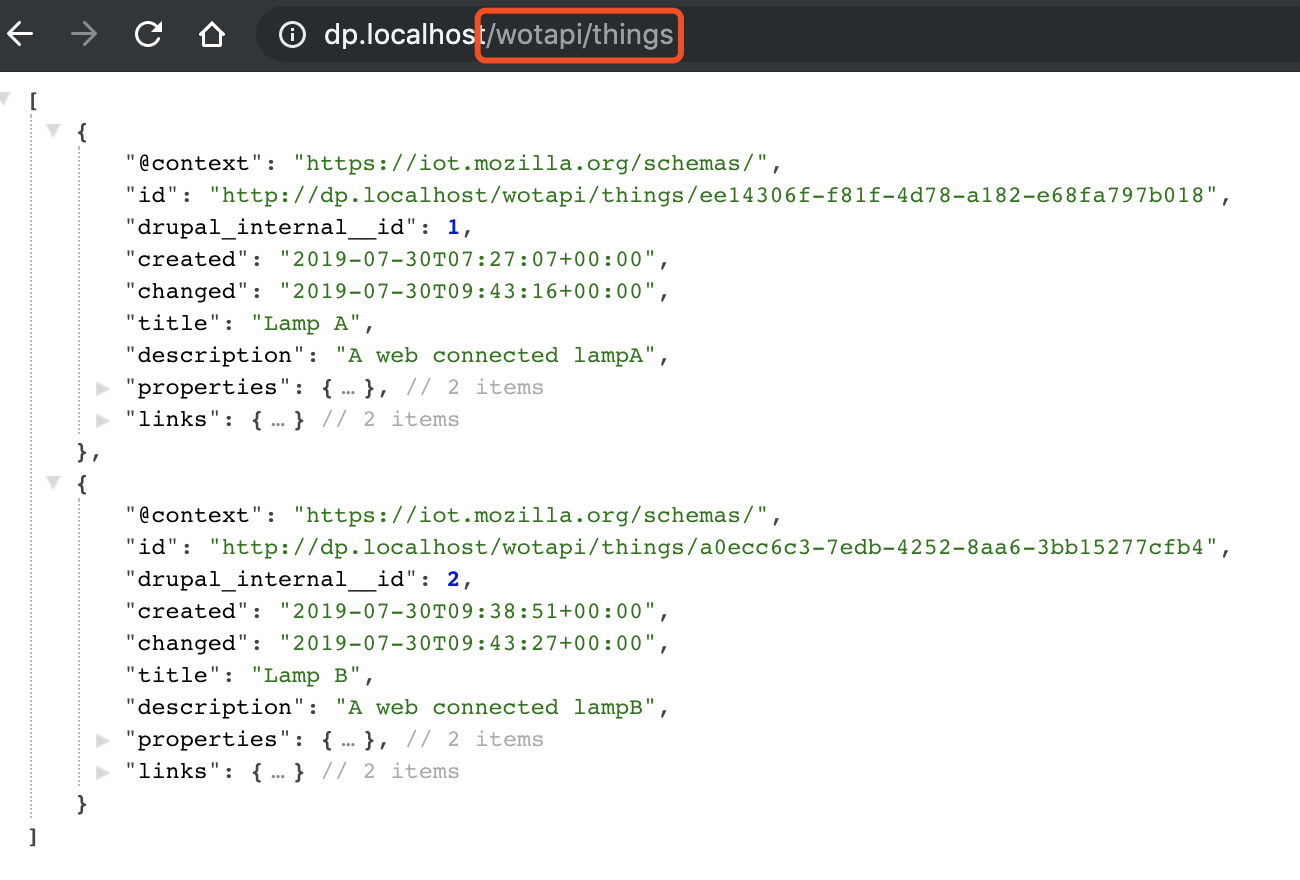 dp.localhost/wotapi/things
[
{
"@context": "https://iot.mozilla.org/schemas/",
"id": "http://dp.localhost/wotapi/things/ee14306f-f81f-4d78-a182-e68fa797b018",
"drupal_internal__id": 1,
"created": "2019-07-30T07:27:07+00:00",
"changed": "2019-07-30T09:43:16+00:00",
"title": "Lamp A",
"description": "A web connected lampA",
"properties": { … }, // 2 items
"links": { … } // 2 items
},
{
"@context": "https://iot.mozilla.org/schemas/",
"id": "http://dp.localhost/wotapi/things/a0ecc6c3-7edb-4252-8aa6-3bb15277cfb4",
"drupal_internal__id": 2,
"created": "2019-07-30T09:38:51+00:00",
"changed": "2019-07-30T09:43:27+00:00",
"title": "Lamp B",
"description": "A web connected lampB",
"properties": { … }, // 2 items
"links": { … } // 2 items
}
]